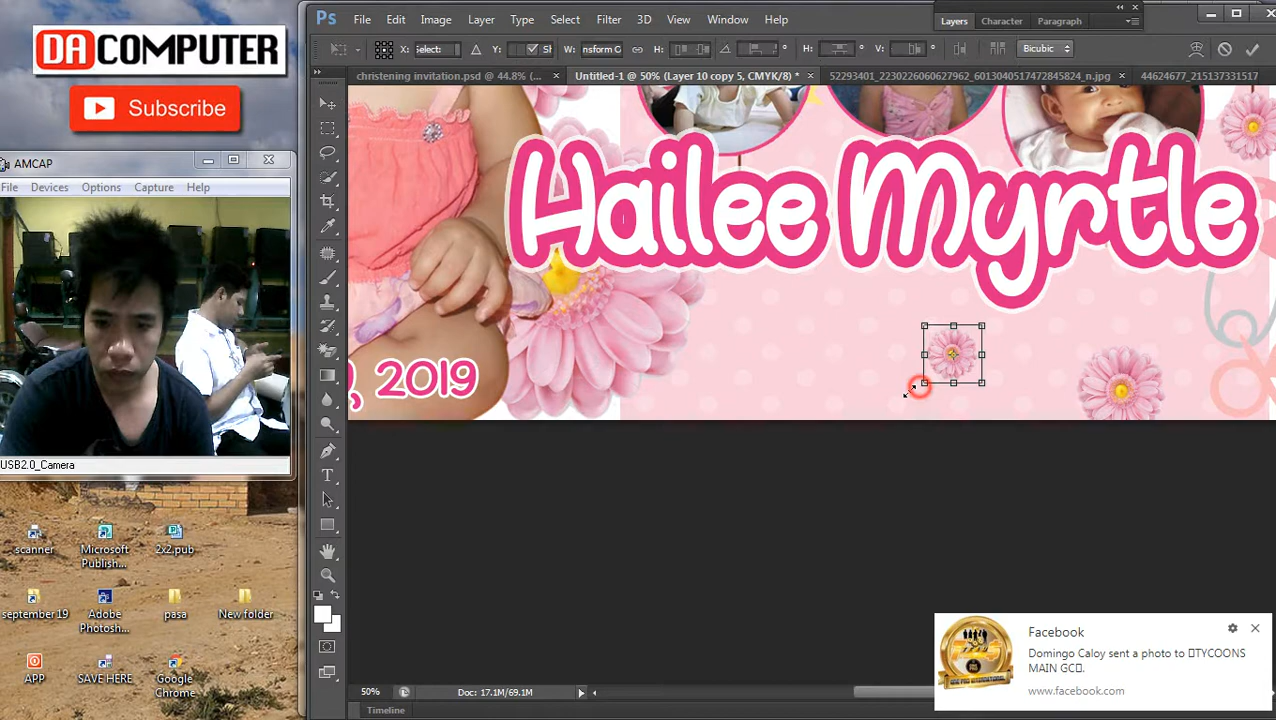 DA COMPUTER
Subscribe
AMCAP
File Devices Options Capture Help
USB2.0_Camera
scanner
Microsoft Publish...
2x2.pub
september 19
Adobe Photosh...
pasa
New folder
APP
SAVE HERE
Google Chrome
Ps File Edit Image Layer Type Select Filter 3D View Window Help
Layers Character Paragraph
X: Select: Y: Sh W: nsform C H: H: V: Bicubic
christening invitation.psd @ 44.8% (... Untitled-1 @ 50% (Layer 10 copy 5, CMYK/8) * 52293401_2230226060627962_6013040519772845824_n.jpg 44624677_215137331517
Hailee Myrtle
, 2019
50% Doc: 17.1M/69.1M
Timeline
Facebook
Domingo Caloy sent a photo to TYCOONS
MAIN GC.
www.facebook.com